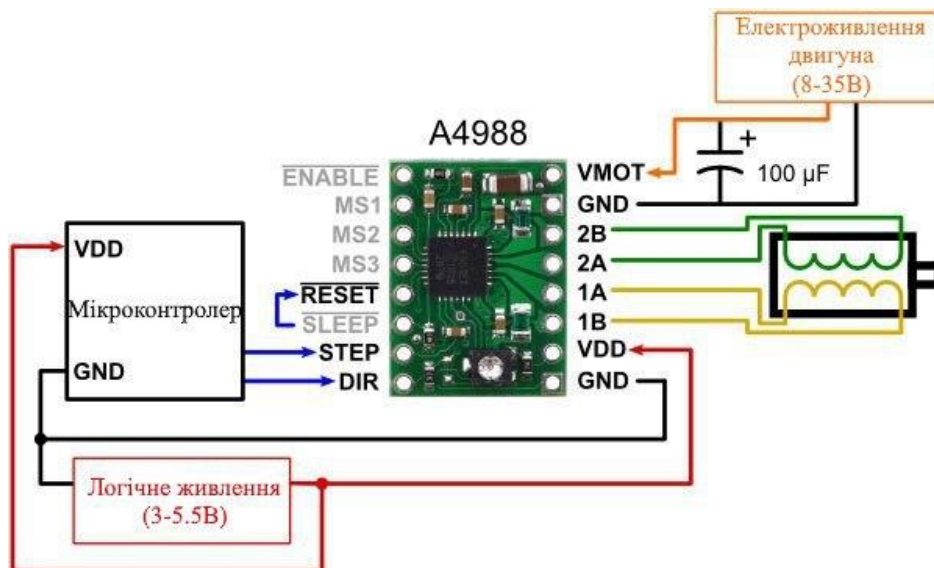 Електроживлення
двигуна
(8-35В)
A4988
+
100 µF
ENABLE
MS1
MS2
MS3
RESET
SLEEP
STEP
DIR
VMOT
GND
2B
2A
1A
1B
VDD
GND
VDD
Мікроконтролер
GND
Логічне живлення
(3-5.5В)